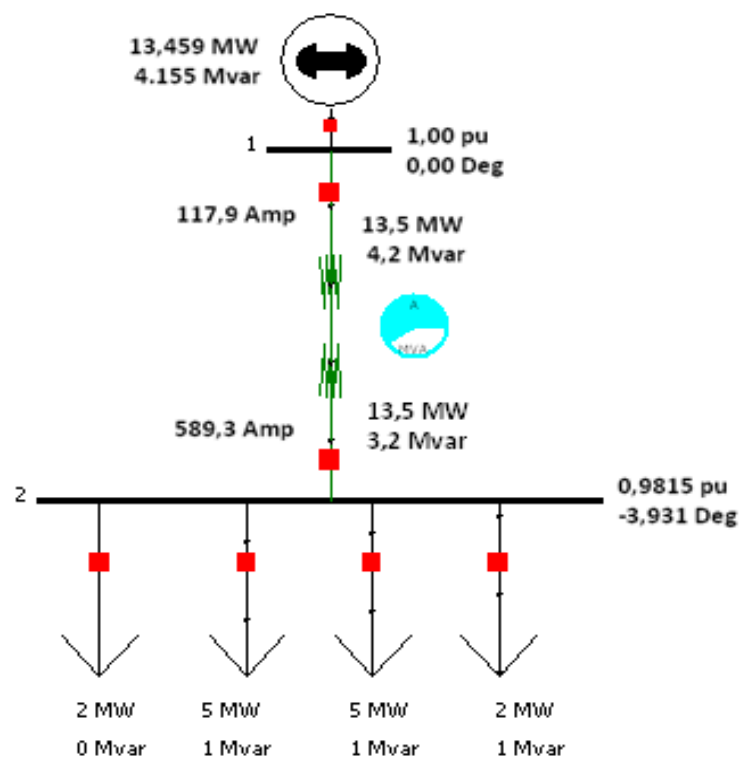 13,459 MW
4.155 Mvar
1
1,00 pu
0,00 Deg
117,9 Amp
13,5 MW
4,2 Mvar
A
MVA
589,3 Amp
13,5 MW
3,2 Mvar
2
0,9815 pu
-3,931 Deg
2 MW
5 MW
5 MW
2 MW
0 Mvar
1 Mvar
1 Mvar
1 Mvar